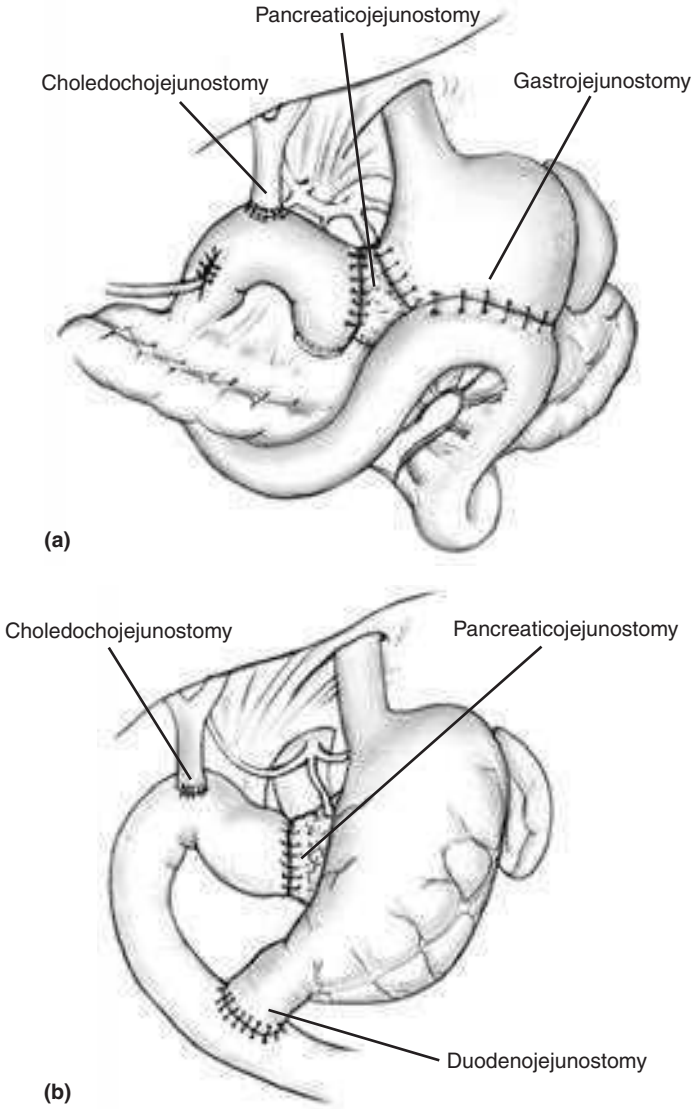 Pancreaticojejunostomy
Choledochojejunostomy
Gastrojejunostomy
(a)
Choledochojejunostomy
Pancreaticojejunostomy
Duodenojejunostomy
(b)